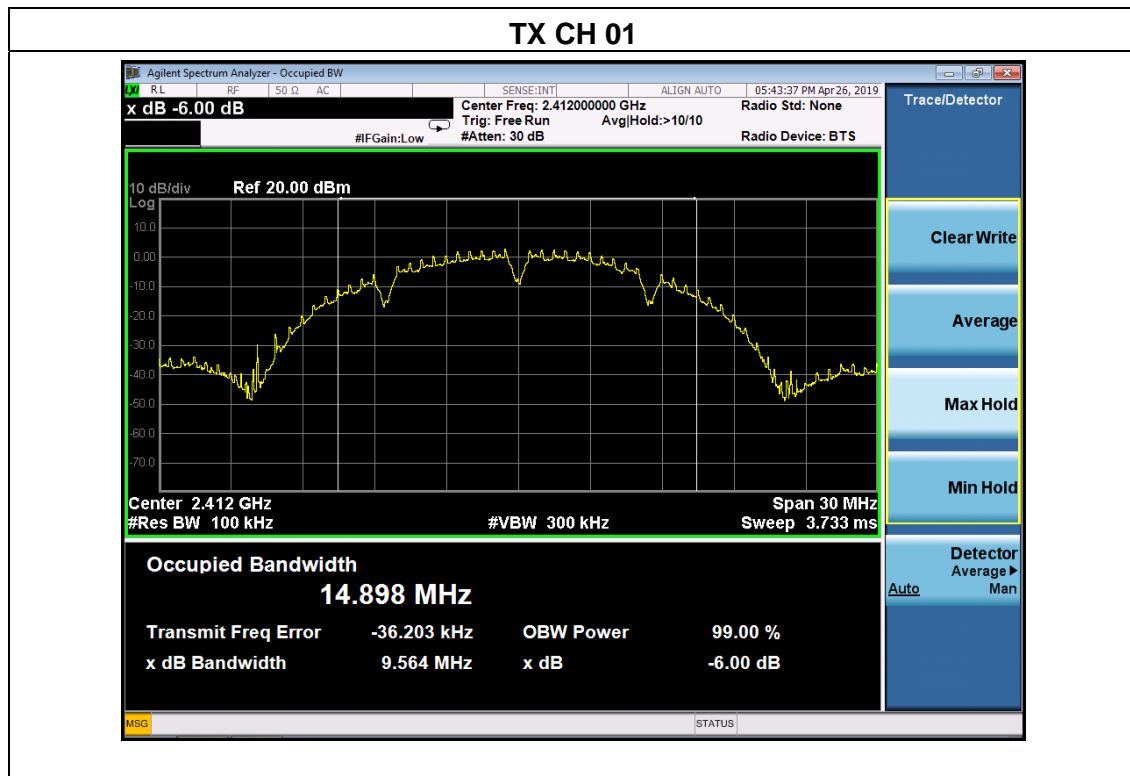 TX CH 01
Agilent Spectrum Analyzer - Occupied BW
LXI RL RF 50 Ω AC SENSE:INT ALIGN AUTO 05:43:37 PM Apr 26, 2019
x dB -6.00 dB
Center Freq: 2.412000000 GHz
Radio Std: None
Trig: Free Run Avg|Hold:>10/10
#IFGain:Low #Atten: 30 dB
Radio Device: BTS
10 dB/div Ref 20.00 dBm
Log
10.0
0.00
-10.0
-20.0
-30.0
-40.0
-50.0
-60.0
-70.0
Center 2.412 GHz
Span 30 MHz
#Res BW 100 kHz
#VBW 300 kHz
Sweep 3.733 ms
Occupied Bandwidth
14.898 MHz
Transmit Freq Error -36.203 kHz OBW Power 99.00 %
x dB Bandwidth 9.564 MHz x dB -6.00 dB
Trace/Detector
Clear Write
Average
Max Hold
Min Hold
Detector
Average▶
Auto Man
MSG
STATUS